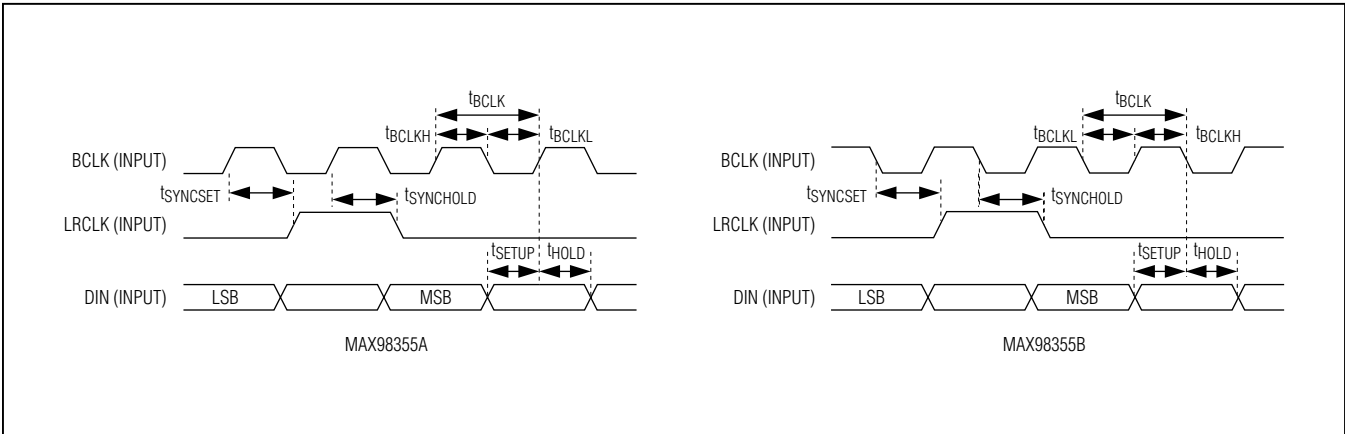 tBCLK
tBCLKH
tBCLKL
BCLK (INPUT)
tSYNCSET
tSYNCHOLD
LRCLK (INPUT)
tSETUP
tHOLD
DIN (INPUT)
LSB
MSB
MAX98355A
tBCLK
tBCLKL
tBCLKH
BCLK (INPUT)
tSYNCSET
tSYNCHOLD
LRCLK (INPUT)
tSETUP
tHOLD
DIN (INPUT)
LSB
MSB
MAX98355B